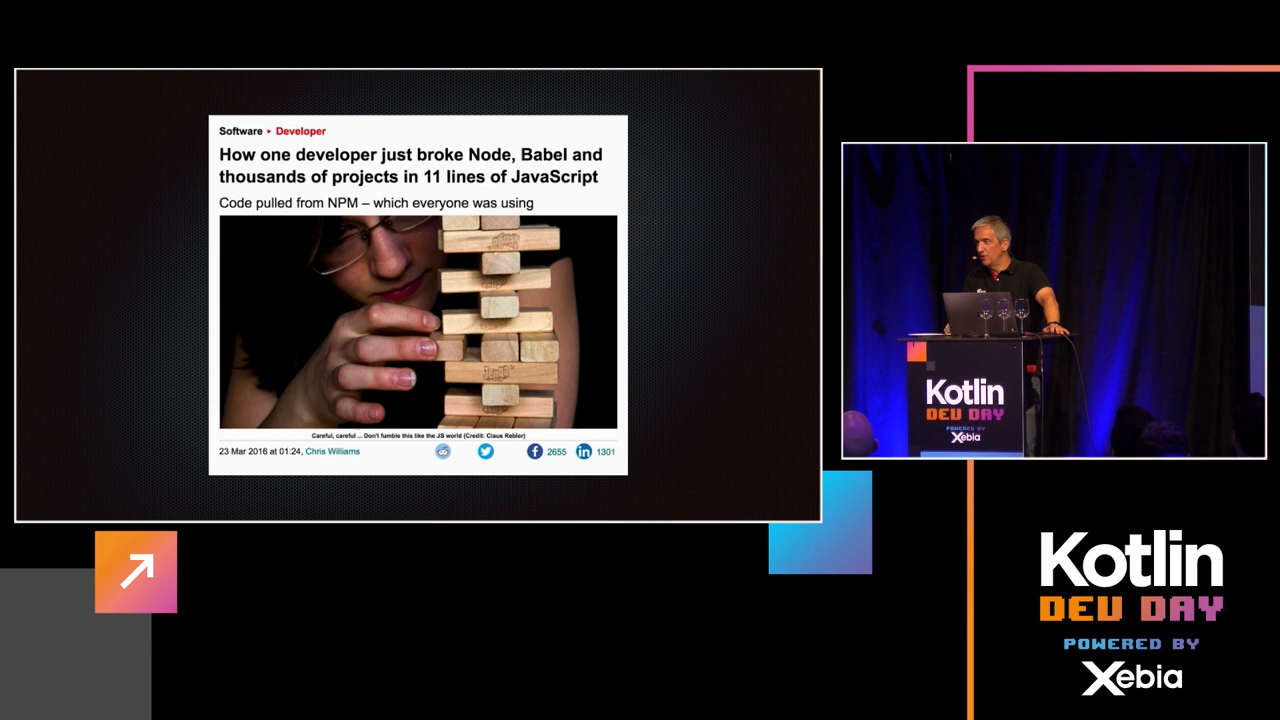 Software ▸ Developer
How one developer just broke Node, Babel and
thousands of projects in 11 lines of JavaScript
Code pulled from NPM – which everyone was using
Jenga
Careful, careful ... Don't fumble this like the JS world (Credit: Claus Rebler)
23 Mar 2016 at 01:24, Chris Williams
2655
1301
Kotlin
DEV DAY
POWERED BY
Xebia
Kotlin
DEV DAY
POWERED BY
Xebia